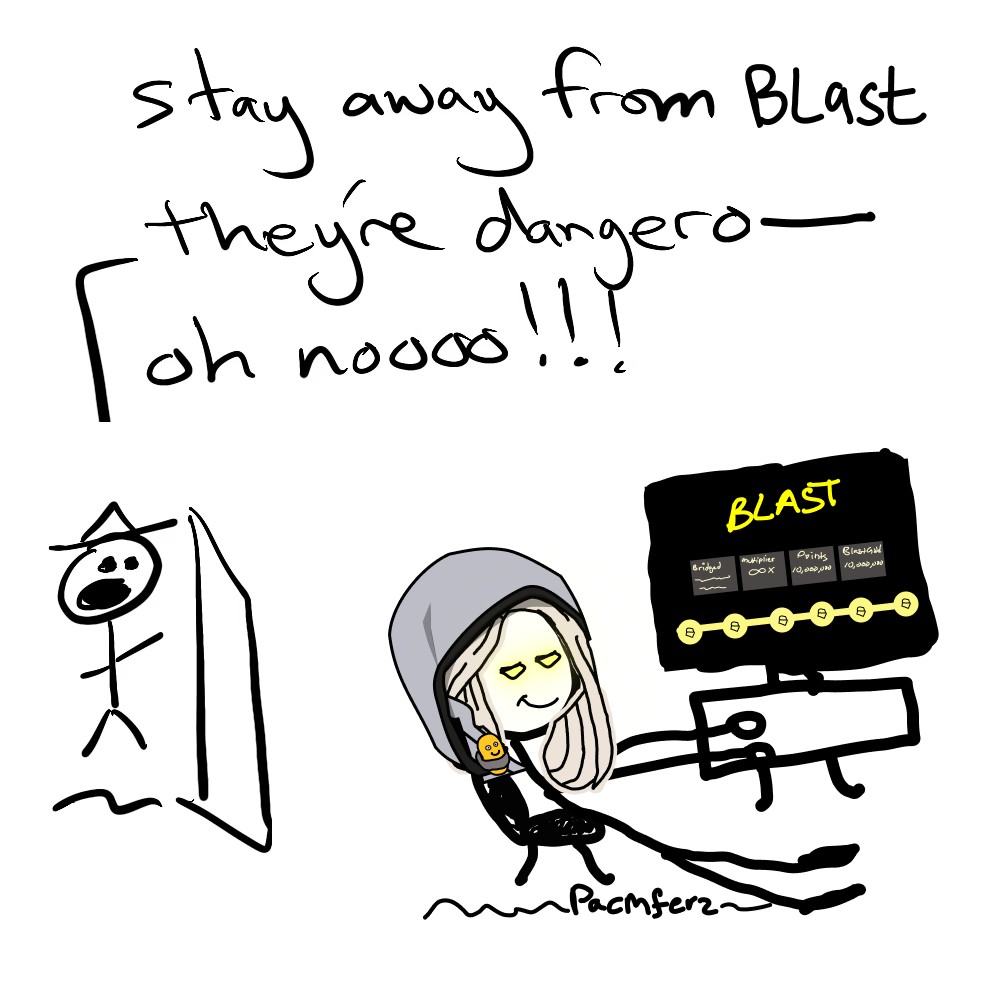 stay away from BLast
they're dangero—
oh noooo!!!
BLAST
Bridged
multiplier
∞x
Points
10,000,000
BlastGold
10,000,000
Pacmferz